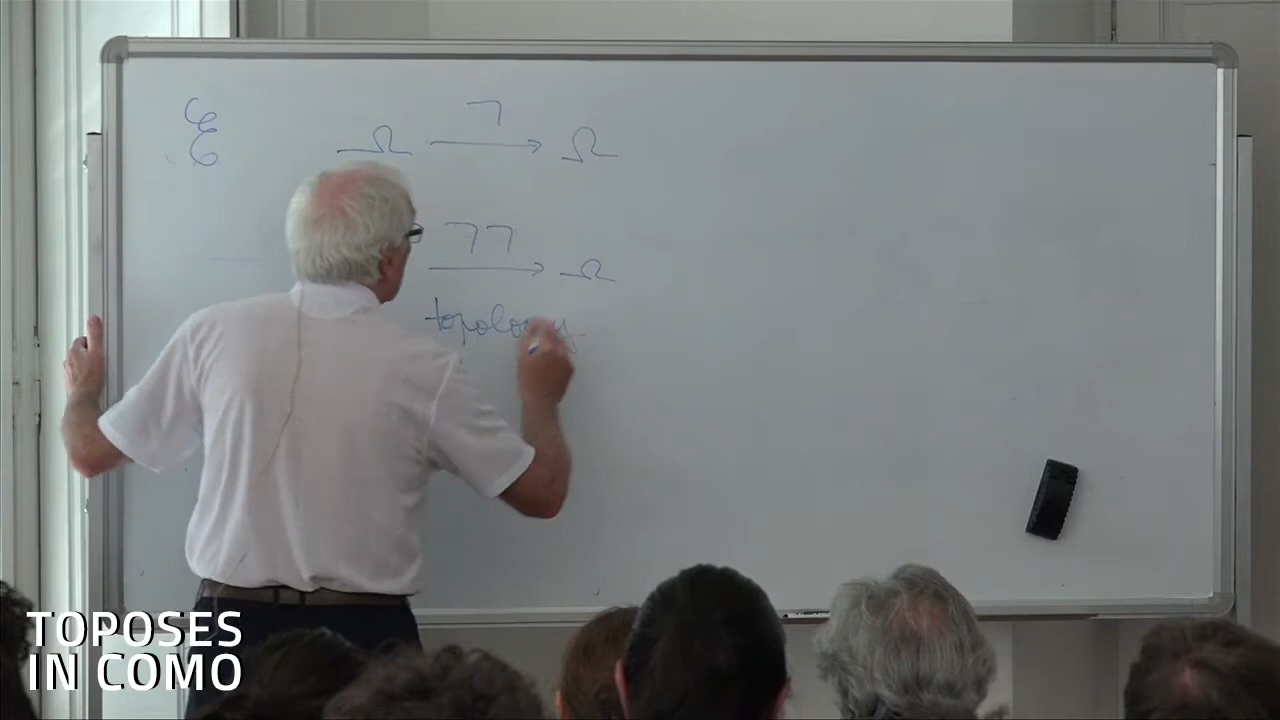 ℰ Ω ⟶ Ω ¬
⟶ Ω ¬¬
topology
TOPOSES
IN COMO